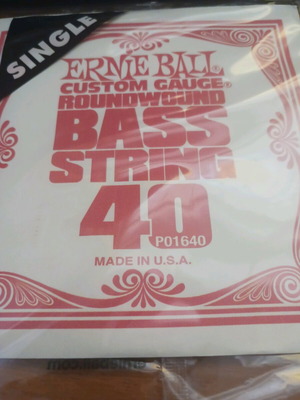 SINGLE
ERNIE BALL®
CUSTOM GAUGE®
ROUNDWOUND
BASS
STRING
40
P01640
MADE IN U.S.A.